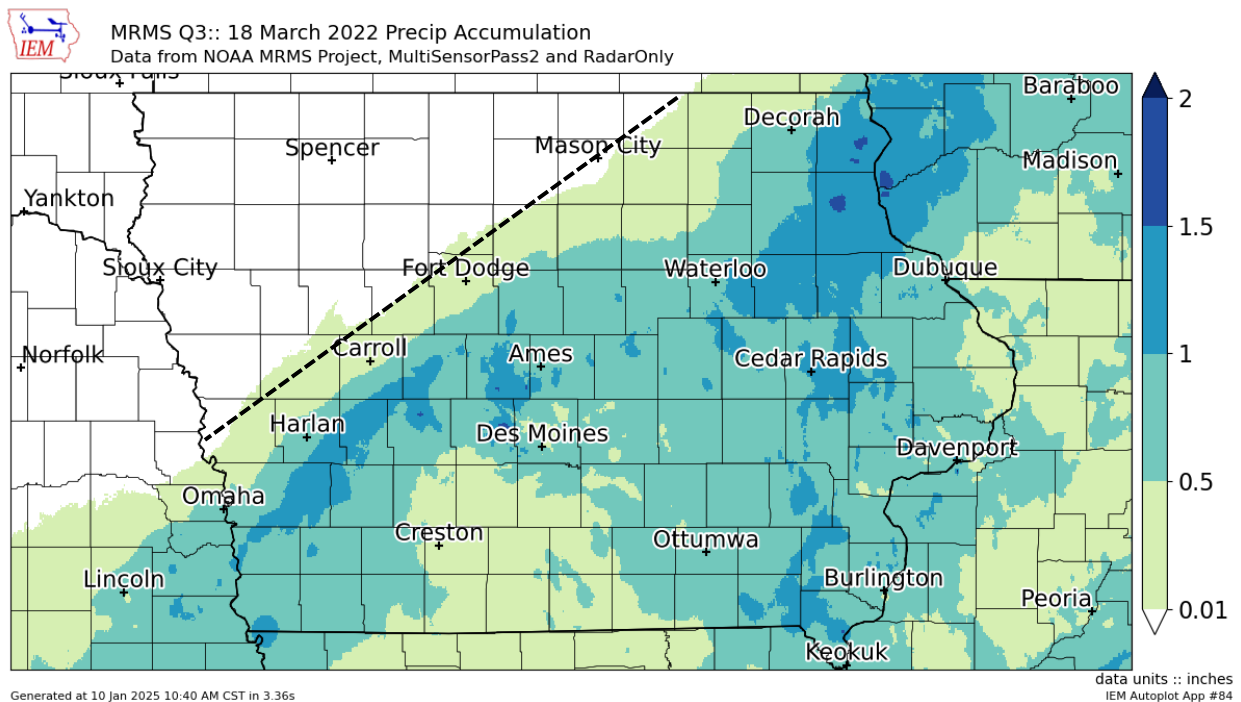 IEM
MRMS Q3:: 18 March 2022 Precip Accumulation
Data from NOAA MRMS Project, MultiSensorPass2 and RadarOnly
Sioux Falls
Baraboo
2
Decorah
Spencer
Mason City
Madison
Yankton
1.5
Sioux City
Fort Dodge
Waterloo
Dubuque
Norfolk
Carroll
Ames
Cedar Rapids
1
Harlan
Des Moines
Davenport
Omaha
0.5
Creston
Ottumwa
Lincoln
Burlington
Peoria
0.01
Keokuk
data units :: inches
Generated at 10 Jan 2025 10:40 AM CST in 3.36s
IEM Autoplot App #84